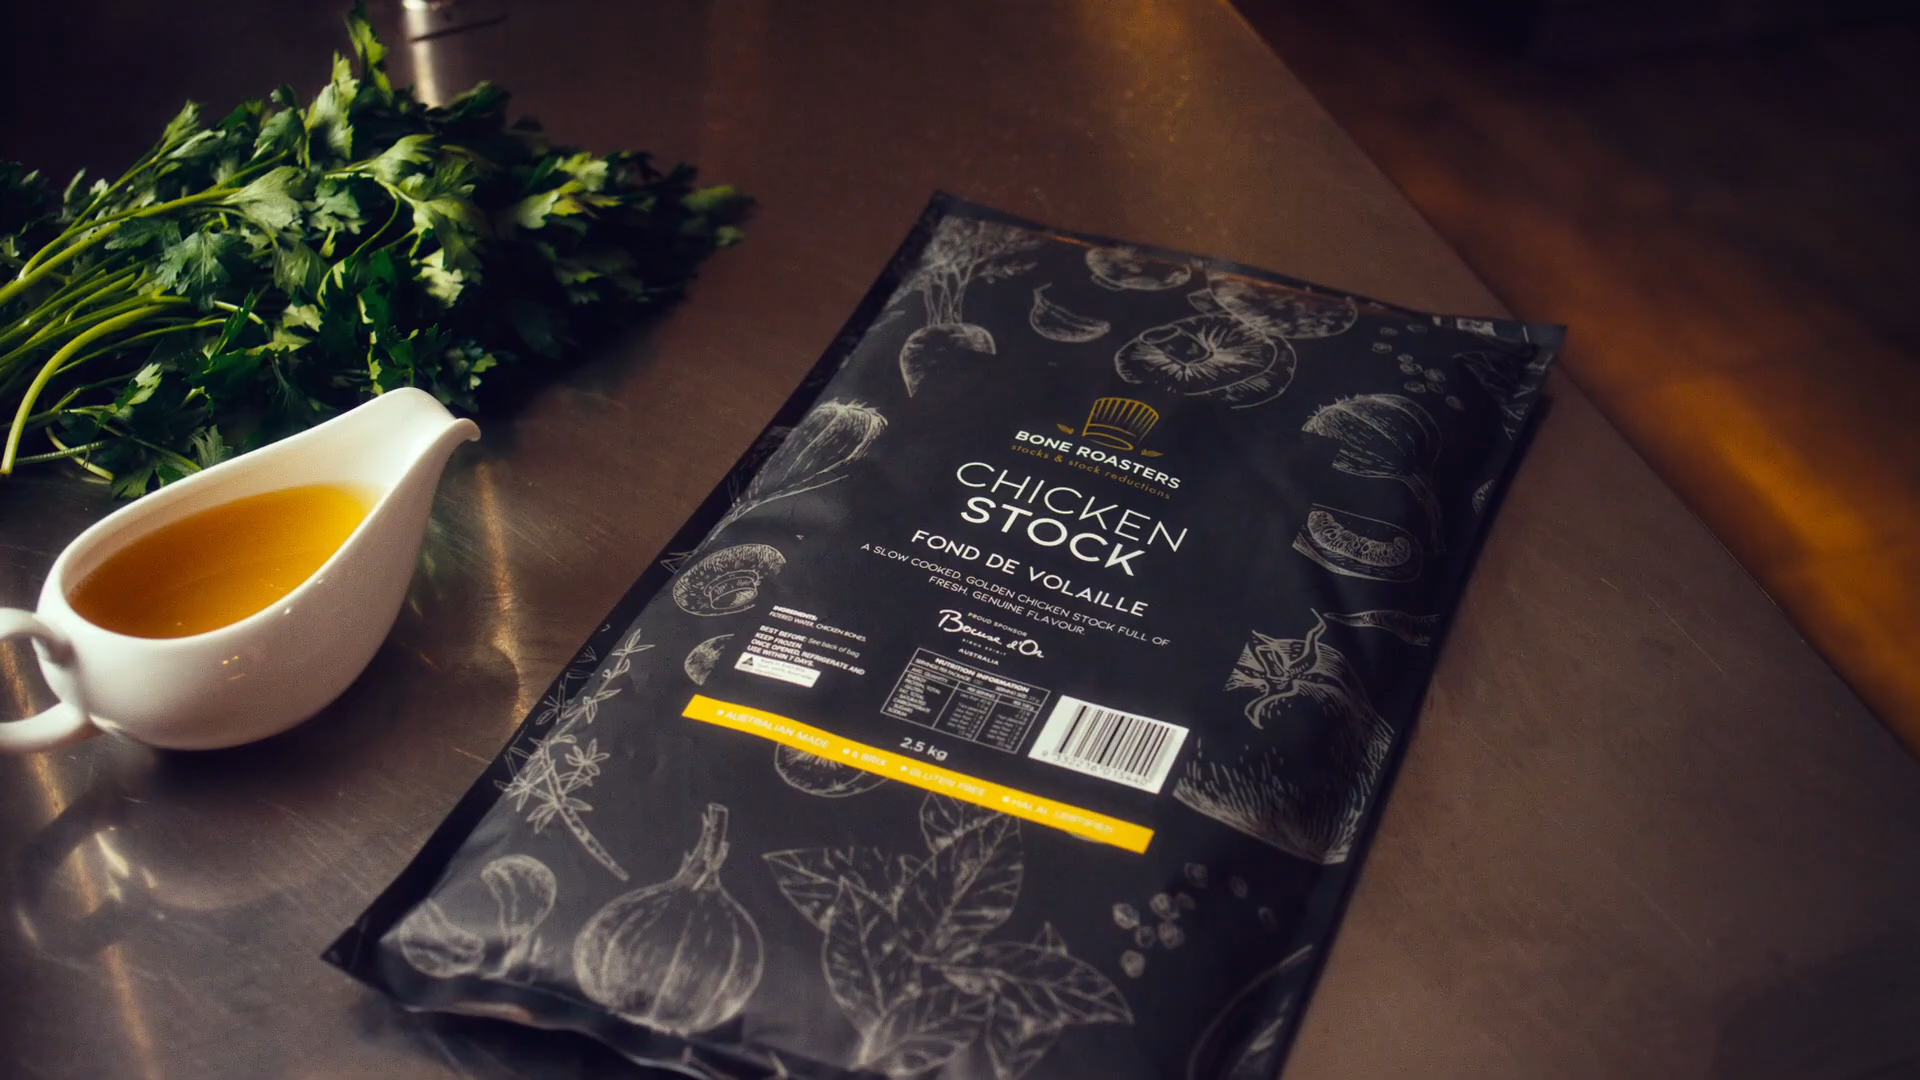 BONE ROASTERS
stocks & stock reductions
CHICKEN
STOCK
FOND DE VOLAILLE
A SLOW COOKED, GOLDEN CHICKEN STOCK FULL OF
FRESH, GENUINE FLAVOUR.
INGREDIENTS:
FILTERED WATER, CHICKEN BONES
BEST BEFORE: See back of bag
KEEP FROZEN.
ONCE OPENED, REFRIGERATE AND
USE WITHIN 7 DAYS.
PROUD SPONSOR
Bocuse d'Or
SIRHA SPIRIT
AUSTRALIA
NUTRITION INFORMATION
2.5 kg
AUSTRALIAN MADE
GLUTEN FREE
HALAL CERTIFIED